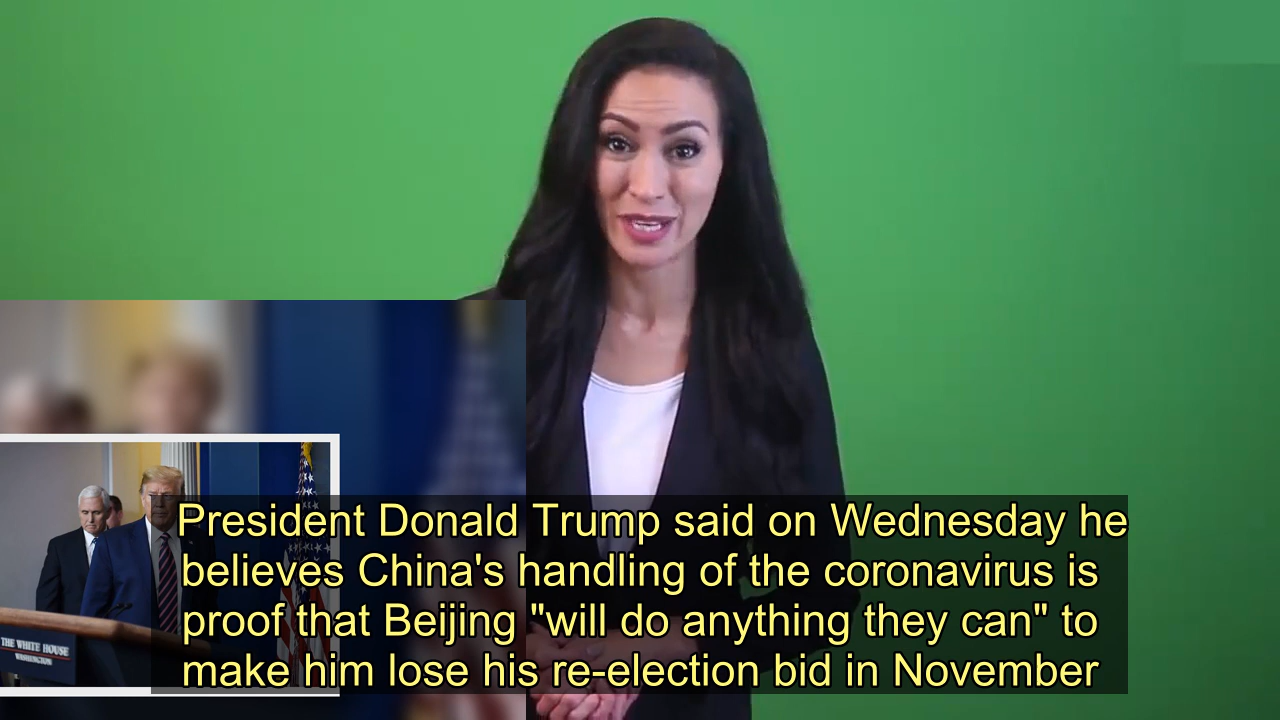 President Donald Trump said on Wednesday he
believes China's handling of the coronavirus is
proof that Beijing "will do anything they can" to
make him lose his re-election bid in November
THE WHITE HOUSE
WASHINGTON